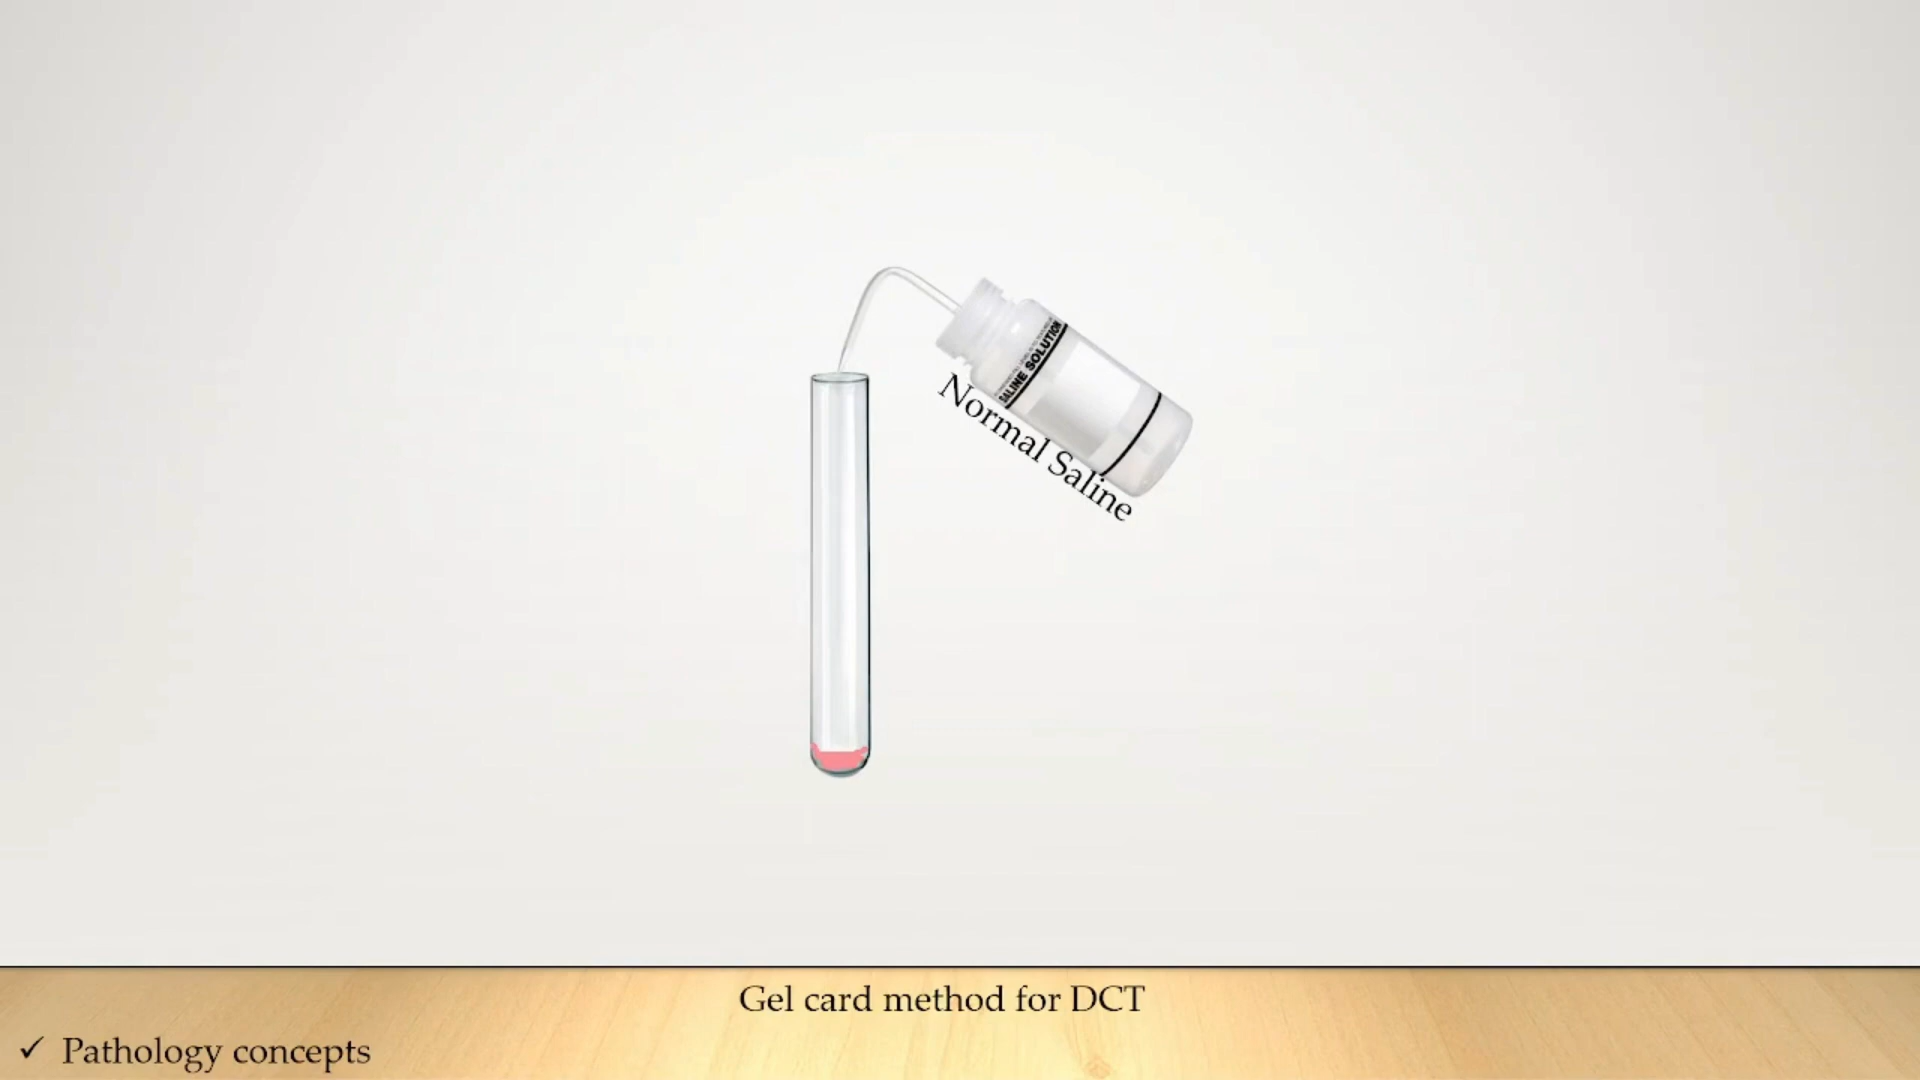 SALINE SOLUTION
Normal Saline
Gel card method for DCT
✓ Pathology concepts